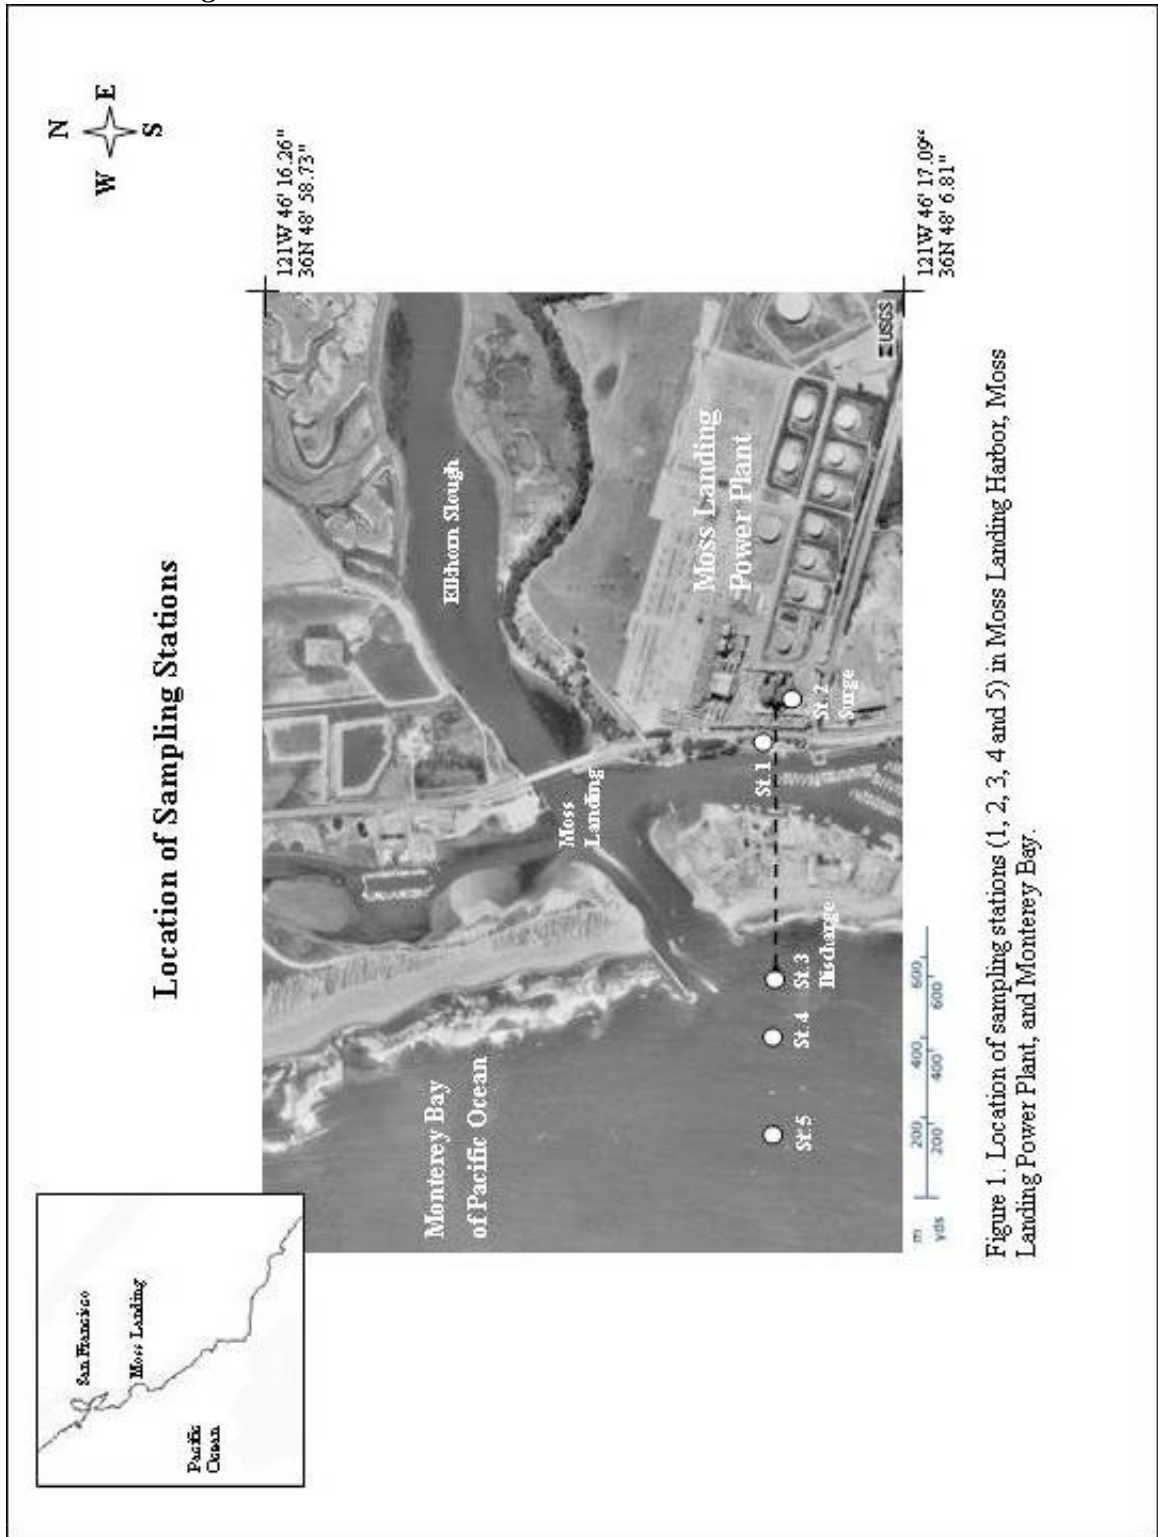 Location of Sampling Stations
N
W E
S
San Francisco
Moss Landing
Pacific
Ocean
121W 46' 16.26"
36N 48' 58.73"
Elkhorn Slough
Monterey Bay
of Pacific Ocean
Moss
Landing
Moss Landing
Power Plant
St.5
St.4
St.3
Discharge
St.1
St.2
Surge
USGS
121W 46' 17.09"
36N 48' 6.81"
m 200 400 600
yds 200 400 600
Figure 1. Location of sampling stations (1, 2, 3, 4 and 5) in Moss Landing Harbor, Moss
Landing Power Plant, and Monterey Bay.